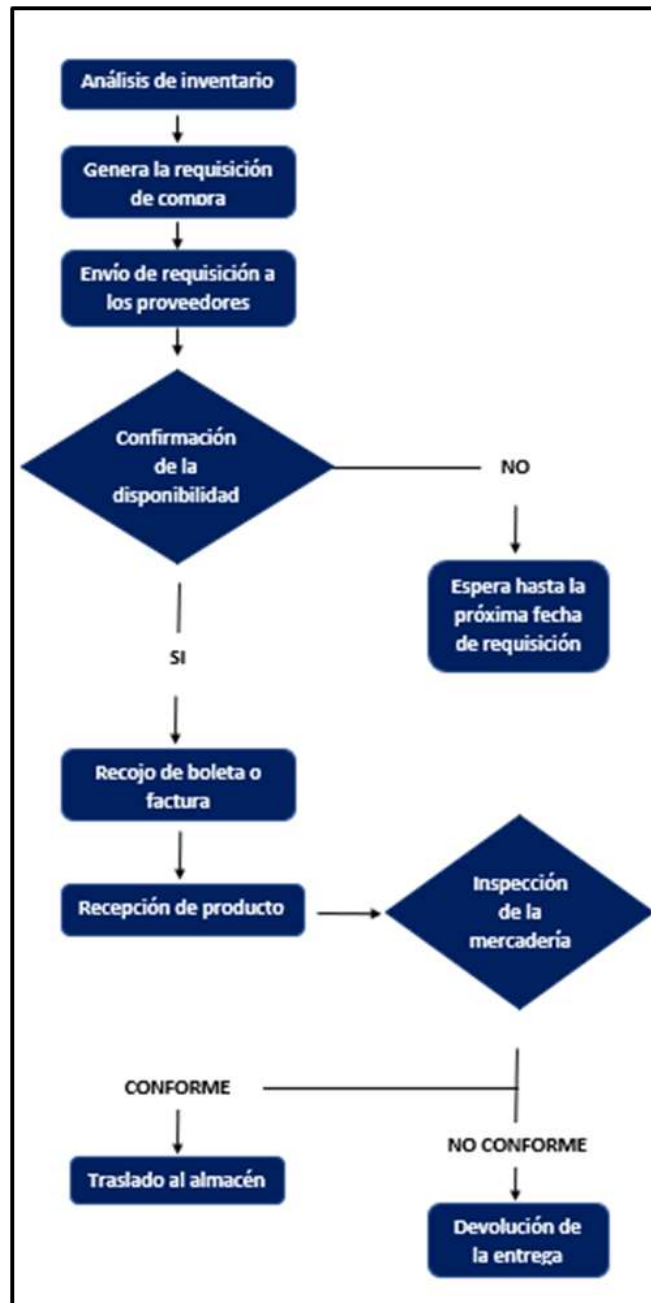 Análisis de inventario
Genera la requisición
de compra
Envío de requisición a
los proveedores
Confirmación
de la
disponibilidad
NO
Espera hasta la
próxima fecha
de requisición
SI
Recojo de boleta o
factura
Recepción de producto
Inspección
de la
mercadería
CONFORME
Traslado al almacén
NO CONFORME
Devolución de
la entrega